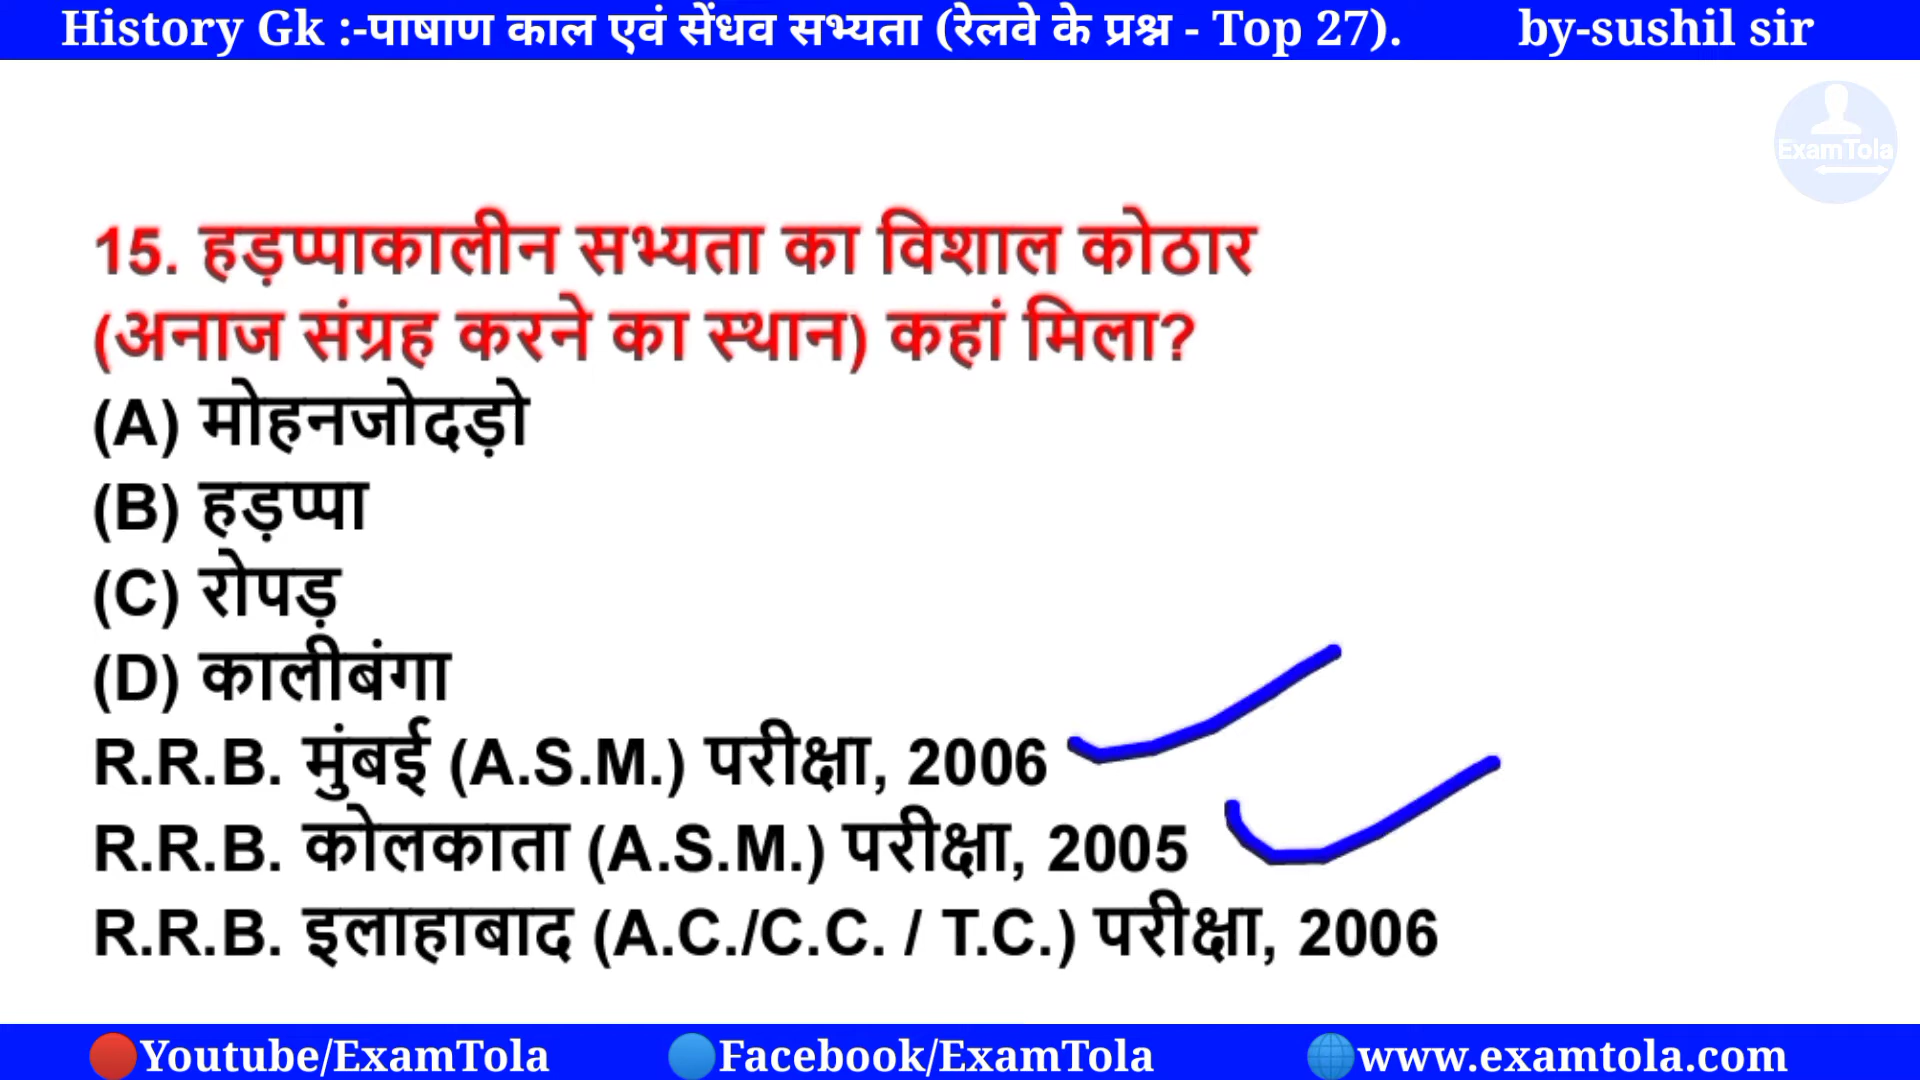 History Gk :-पाषाण काल एवं सेंधव सभ्यता (रेलवे के प्रश्न - Top 27). by-sushil sir
ExamTola
15. हड़प्पाकालीन सभ्यता का विशाल कोठार
(अनाज संग्रह करने का स्थान) कहां मिला?
(A) मोहनजोदड़ो
(B) हड़प्पा
(C) रोपड़
(D) कालीबंगा
R.R.B. मुंबई (A.S.M.) परीक्षा, 2006
R.R.B. कोलकाता (A.S.M.) परीक्षा, 2005
R.R.B. इलाहाबाद (A.C./C.C. / T.C.) परीक्षा, 2006
Youtube/ExamTola Facebook/ExamTola www.examtola.com